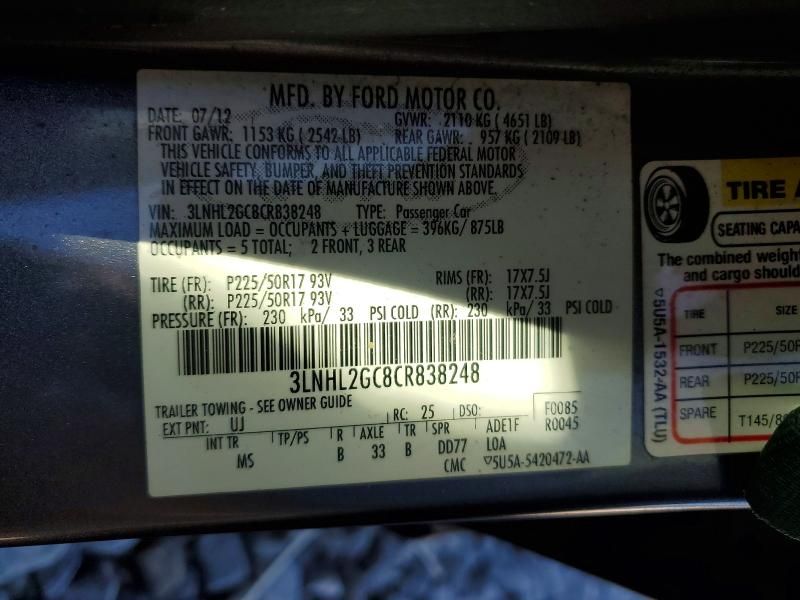 MFD. BY FORD MOTOR CO.
DATE: 07/12 GVWR: 2110 KG ( 4651 LB)
FRONT GAWR: 1153 KG ( 2542 LB) REAR GAWR: 957 KG ( 2109 LB)
THIS VEHICLE CONFORMS TO ALL APPLICABLE FEDERAL MOTOR
VEHICLE SAFETY, BUMPER, AND THEFT PREVENTION STANDARDS
IN EFFECT ON THE DATE OF MANUFACTURE SHOWN ABOVE.
VIN: 3LNHL2GC8CR838248 TYPE: Passenger Car
MAXIMUM LOAD = OCCUPANTS + LUGGAGE = 396KG/ 875LB
OCCUPANTS = 5 TOTAL; 2 FRONT, 3 REAR
TIRE (FR): P225/50R17 93V RIMS (FR): 17X7.5J
(RR): P225/50R17 93V (RR): 17X7.5J
PRESSURE (FR): 230 kPa/ 33 PSI COLD (RR): 230 kPa/ 33 PSI COLD
3LNHL2GC8CR838248
TRAILER TOWING - SEE OWNER GUIDE
EXT PNT: UJ RC: 25 DSO: F0085
R0045
INT TR TP/PS R AXLE TR SPR ADE1F
MS B 33 B DD77 LOA
CMC ▽5U5A-5420472-AA
TIRE A
SEATING CAPA
The combined weight
and cargo shoul
▽5U5A-1532-AA (TLU)
TIRE SIZE
FRONT P225/50R
REAR P225/50R
SPARE T145/8